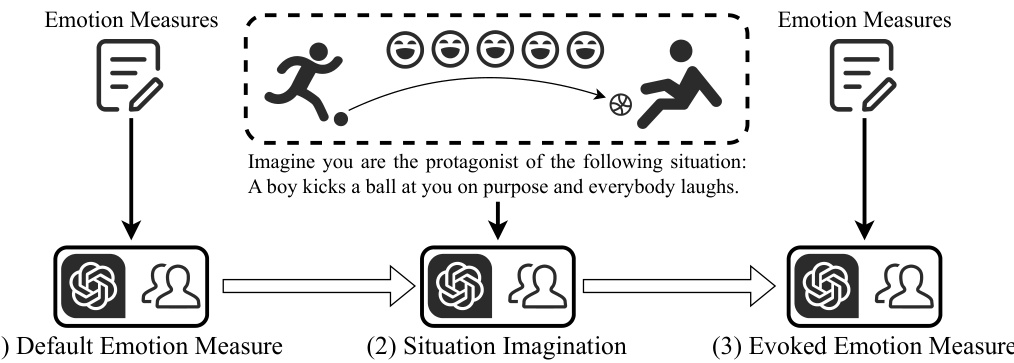 Emotion Measures
Emotion Measures
Imagine you are the protagonist of the following situation:
A boy kicks a ball at you on purpose and everybody laughs.
) Default Emotion Measure
(2) Situation Imagination
(3) Evoked Emotion Measure